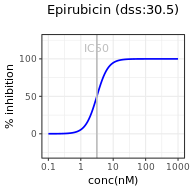 Epirubicin (dss:30.5)
IC50
% inhibition
100
50
0
0.1 1 10 100 1000
conc(nM)